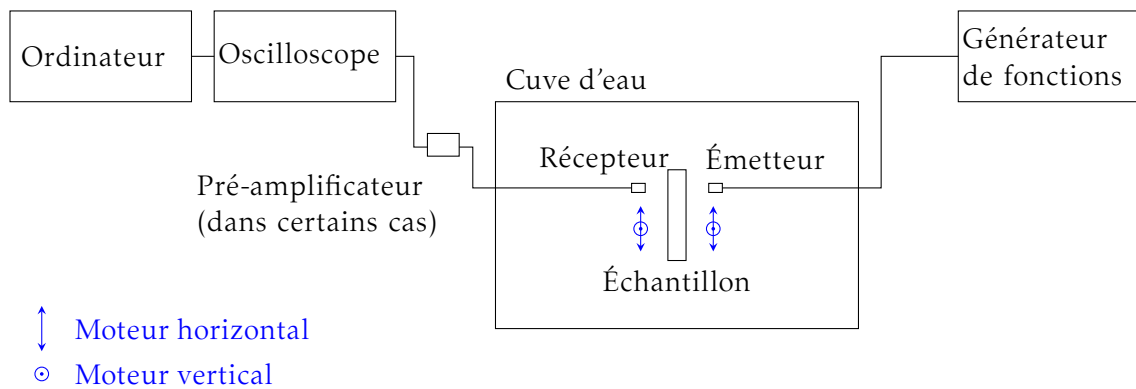 Ordinateur
Oscilloscope
Générateur
de fonctions
Cuve d'eau
Récepteur
Émetteur
Pré-amplificateur
(dans certains cas)
Échantillon
Moteur horizontal
Moteur vertical